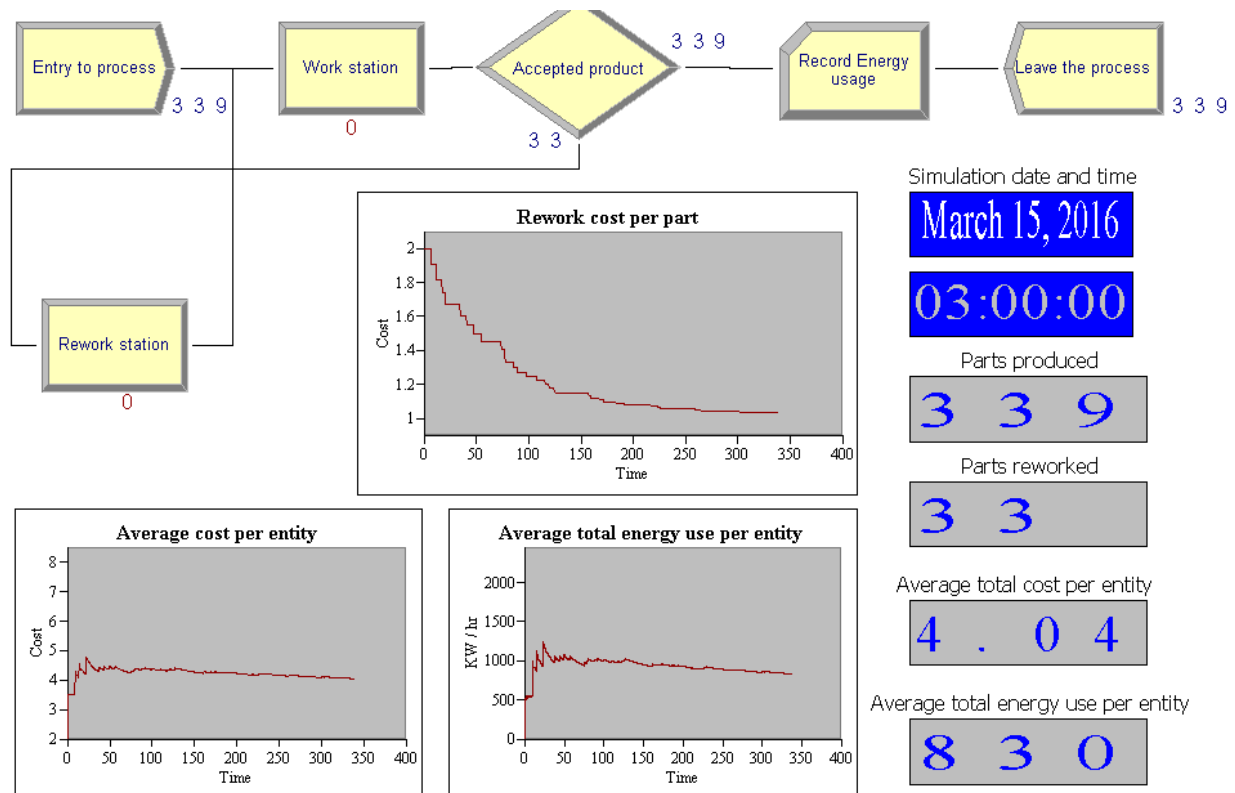 Entry to process
3 3 9
Work station
0
Accepted product
3 3 9
3 3
Record Energy
usage
Leave the process
3 3 9
Rework station
0
Simulation date and time
March 15, 2016
03:00:00
Parts produced
3 3 9
Parts reworked
3 3
Average total cost per entity
4 . 0 4
Average total energy use per entity
8 3 0
Rework cost per part
Cost
2
1.8
1.6
1.4
1.2
1
0 50 100 150 200 250 300 350 400
Time
Average cost per entity
Cost
8
7
6
5
4
3
2
0 50 100 150 200 250 300 350 400
Time
Average total energy use per entity
KW / hr
2000
1500
1000
500
0
0 50 100 150 200 250 300 350 400
Time